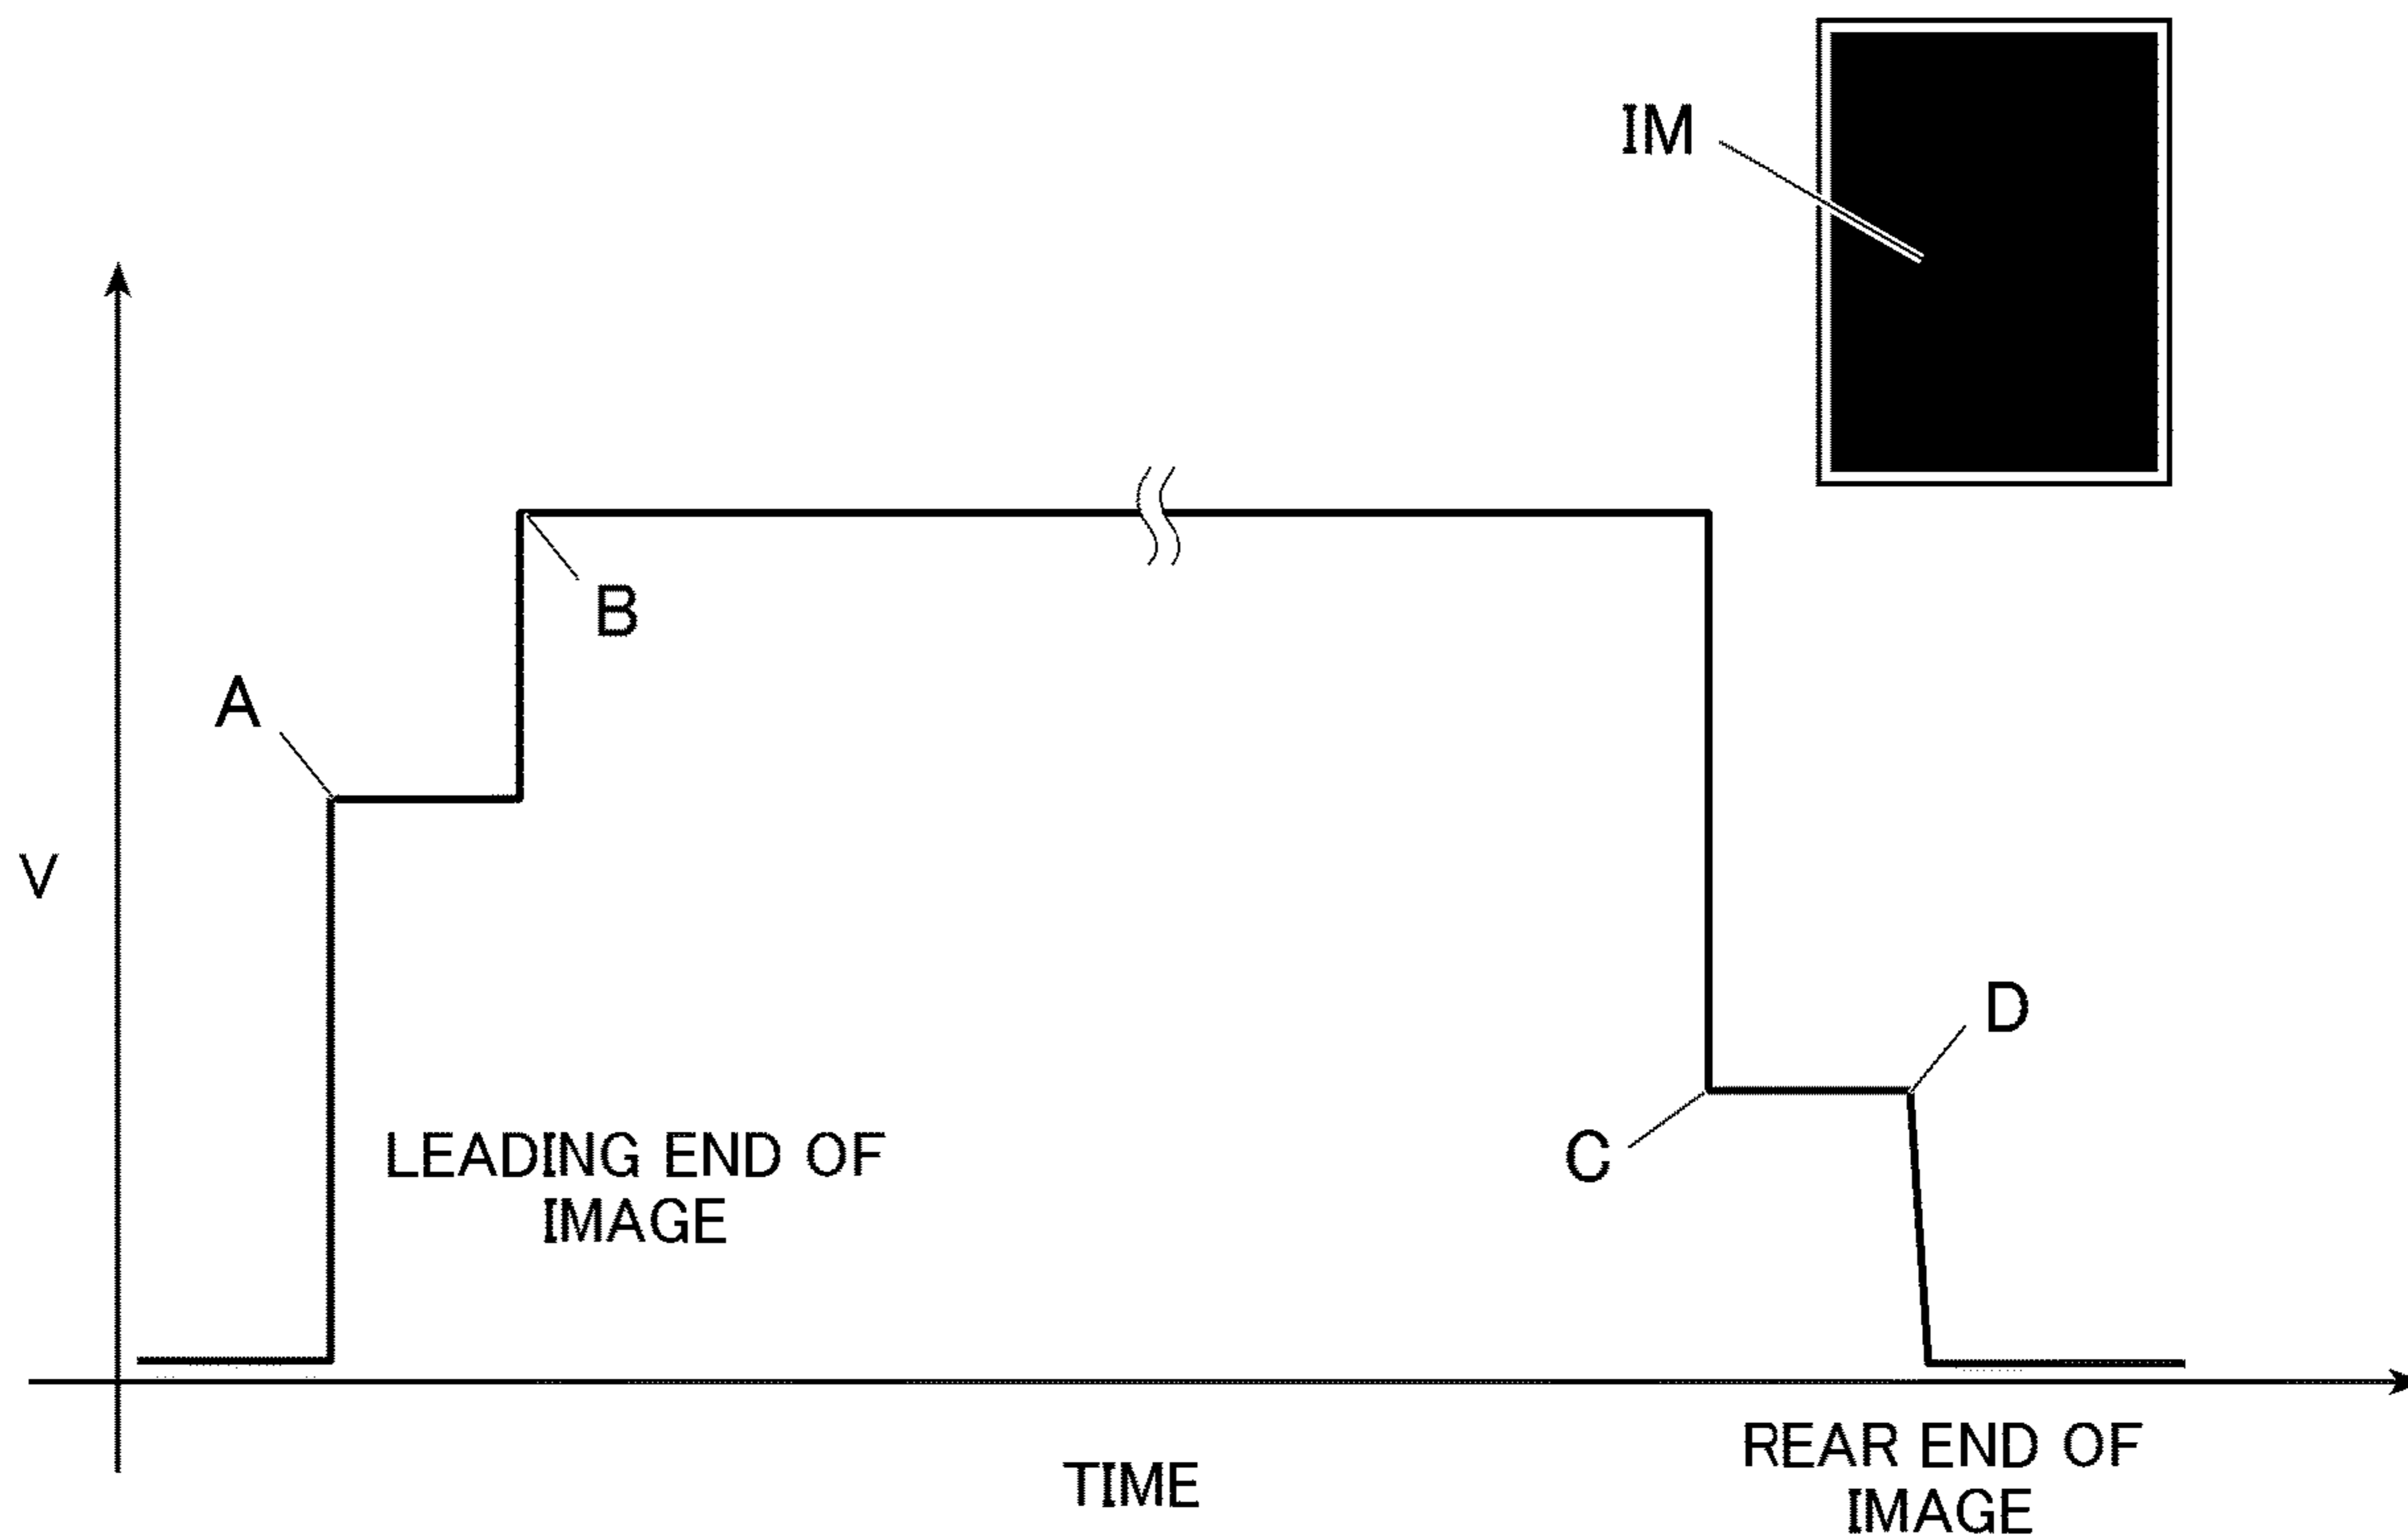 IM
B
A
V
D
C
LEADING END OF
IMAGE
TIME
REAR END OF
IMAGE